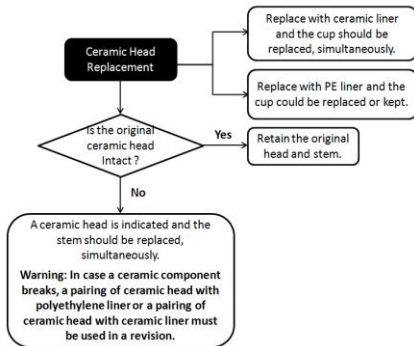 Ceramic Head
Replacement
Replace with ceramic liner
and the cup should be
replaced, simultaneously.
Replace with PE liner and the
cup could be replaced or kept.
Is the original
ceramic head
Intact ?
Yes
Retain the original
head and stem.
No
A ceramic head is indicated and the
stem should be replaced,
simultaneously.
Warning: In case a ceramic component
breaks, a pairing of ceramic head with
polyethylene liner or a pairing of
ceramic head with ceramic liner must
be used in a revision.